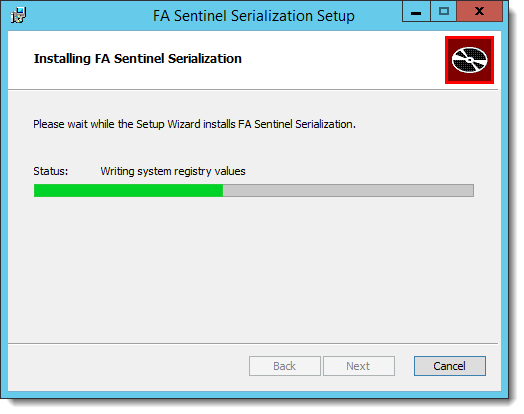 FA Sentinel Serialization Setup
Installing FA Sentinel Serialization
Please wait while the Setup Wizard installs FA Sentinel Serialization.
Status: Writing system registry values
Back Next Cancel